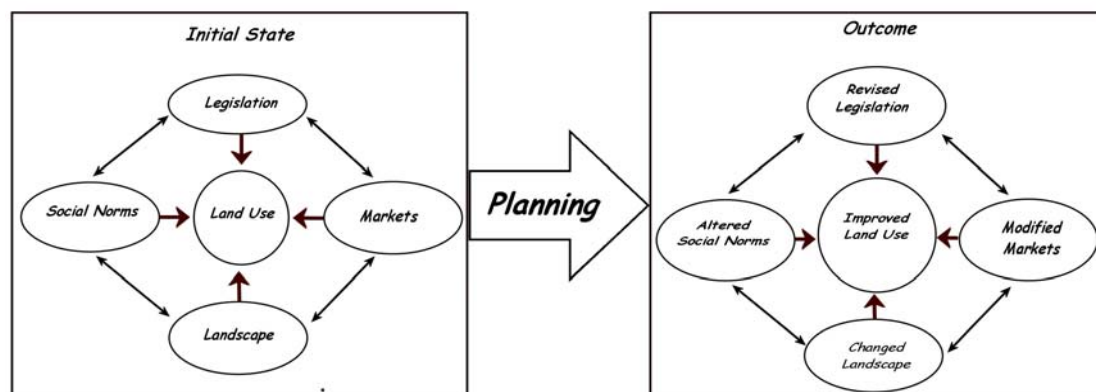 Initial State
Legislation
Social Norms
Land Use
Markets
Landscape
Planning
Outcome
Revised
Legislation
Altered
Social Norms
Improved
Land Use
Modified
Markets
Changed
Landscape